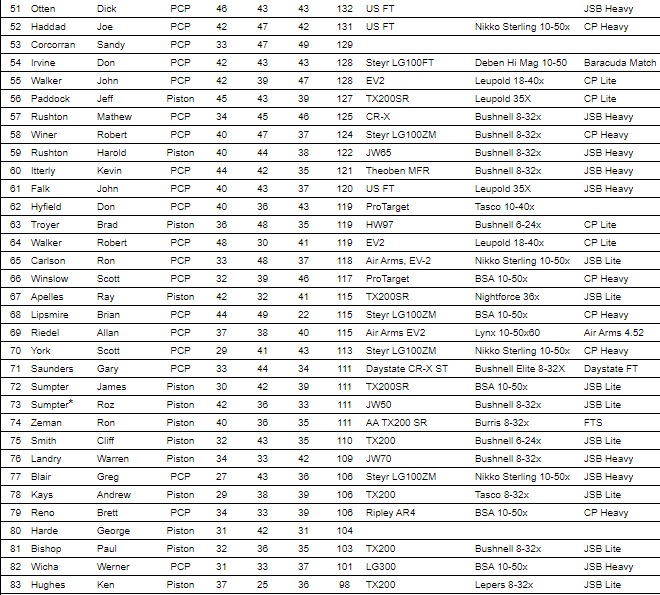 51 Otten Dick PCP 46 43 43 132 US FT JSB Heavy
52 Haddad Joe PCP 42 47 42 131 US FT Nikko Sterling 10-50x CP Heavy
53 Corcorran Sandy PCP 33 47 49 129
54 Irvine Don PCP 42 43 43 128 Steyr LG100FT Deben Hi Mag 10-50 Baracuda Match
55 Walker John PCP 42 39 47 128 EV2 Leupold 18-40x CP Lite
56 Paddock Jeff Piston 45 43 39 127 TX200SR Leupold 35X CP Lite
57 Rushton Mathew PCP 34 45 46 125 CR-X Bushnell 8-32x JSB Heavy
58 Winer Robert PCP 40 47 37 124 Steyr LG100ZM Bushnell 8-32x CP Heavy
59 Rushton Harold Piston 40 44 38 122 JW65 Bushnell 8-32x JSB Heavy
60 Itterly Kevin PCP 44 42 35 121 Theoben MFR Bushnell 8-32x JSB Heavy
61 Falk John PCP 40 43 37 120 US FT Leupold 35X JSB Heavy
62 Hyfield Don PCP 40 36 43 119 ProTarget Tasco 10-40x
63 Troyer Brad Piston 36 48 35 119 HW97 Bushnell 6-24x CP Lite
64 Walker Robert PCP 48 30 41 119 EV2 Leupold 18-40x CP Lite
65 Carlson Ron PCP 33 48 37 118 Air Arms, EV-2 Nikko Sterling 10-50x JSB Lite
66 Winslow Scott PCP 32 39 46 117 ProTarget BSA 10-50x CP Heavy
67 Apelles Ray Piston 42 32 41 115 TX200SR Nightforce 36x JSB Lite
68 Lipsmire Brian PCP 44 49 22 115 Steyr LG100ZM BSA 10-50x CP Heavy
69 Riedel Allan PCP 37 38 40 115 Air Arms EV2 Lynx 10-50x60 Air Arms 4.52
70 York Scott PCP 29 41 43 113 Steyr LG100ZM Nikko Sterling 10-50x CP Heavy
71 Saunders Gary PCP 33 44 34 111 Daystate CR-X ST Bushnell Elite 8-32X Daystate FT
72 Sumpter James Piston 30 42 39 111 TX200SR BSA 10-50x JSB Lite
73 Sumpter* Roz Piston 42 36 33 111 JW50 Bushnell 8-32x JSB Lite
74 Zeman Ron Piston 40 36 35 111 AA TX200 SR Burris 8-32x FTS
75 Smith Cliff Piston 32 43 35 110 TX200 Bushnell 6-24x JSB Lite
76 Landry Warren Piston 34 33 42 109 JW70 Bushnell 8-32x JSB Heavy
77 Blair Greg PCP 27 43 36 106 Steyr LG100ZM Nikko Sterling 10-50x JSB Heavy
78 Kays Andrew Piston 29 38 39 106 TX200 Tasco 8-32x JSB Lite
79 Reno Brett PCP 34 33 39 106 Ripley AR4 BSA 10-50x CP Heavy
80 Harde George Piston 31 42 31 104
81 Bishop Paul Piston 32 36 35 103 TX200 Bushnell 8-32x JSB Lite
82 Wicha Werner PCP 31 33 37 101 LG300 BSA 10-50x JSB Heavy
83 Hughes Ken Piston 37 25 36 98 TX200 Lepers 8-32x JSB Lite